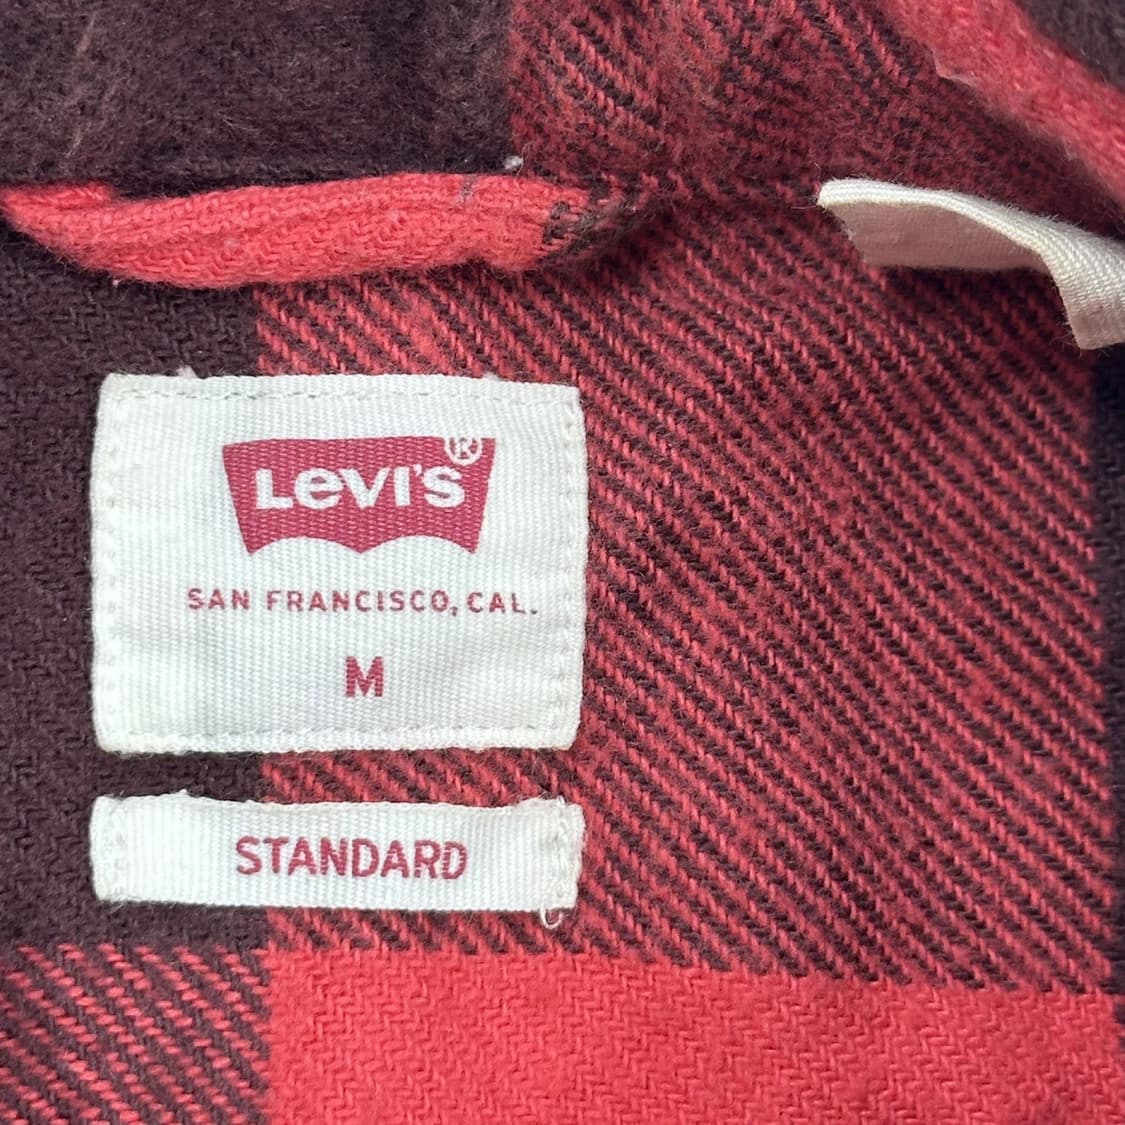 Levi's®
SAN FRANCISCO, CAL.
M
STANDARD